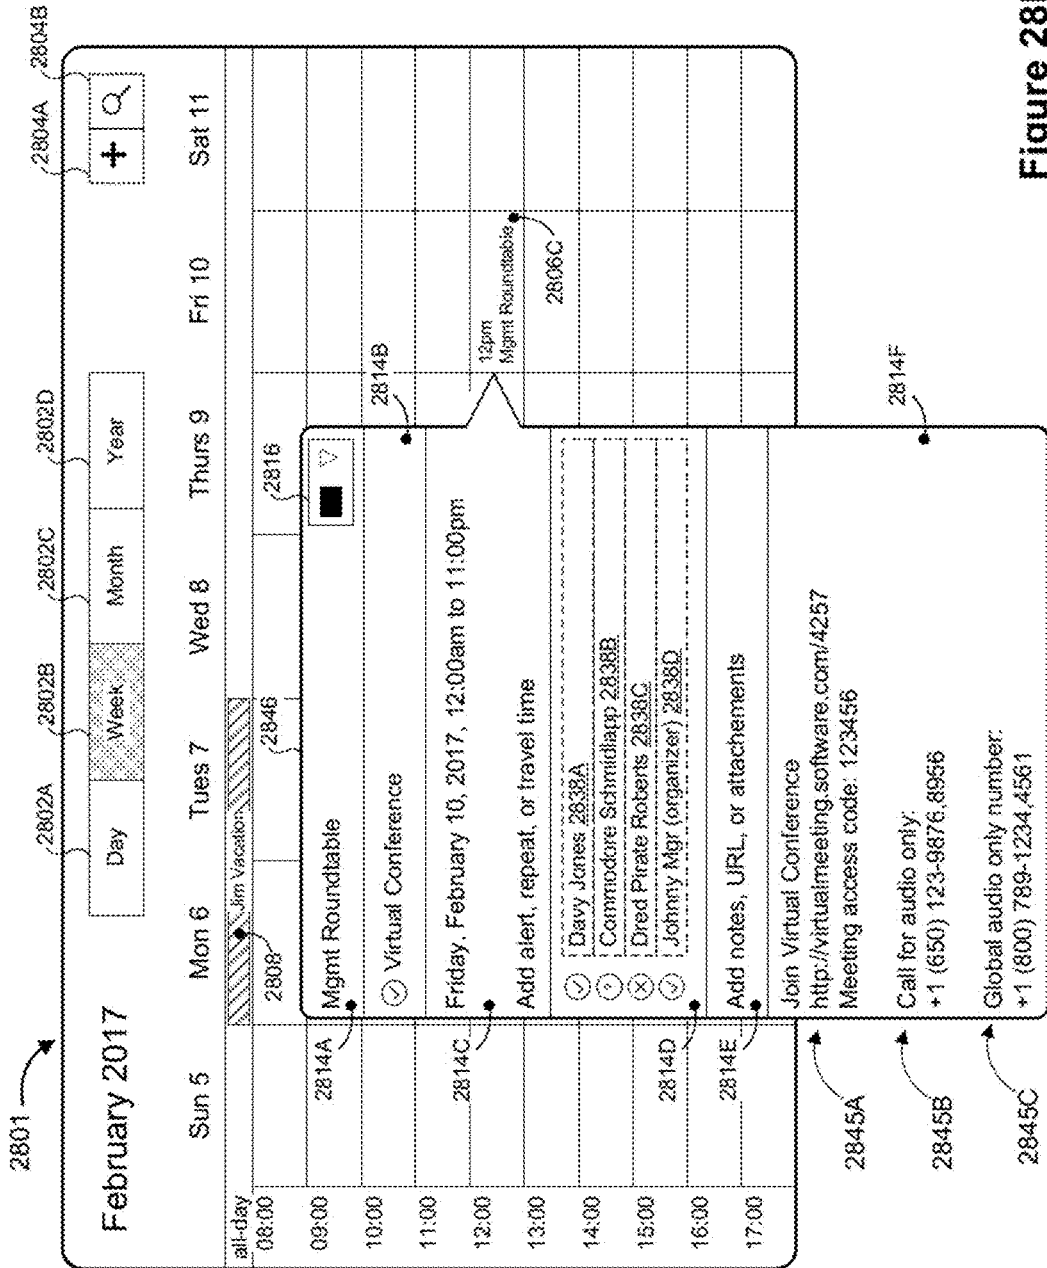 2801
2802A
2802B
2802C
2802D
2804A
2804B
February 2017
Day
Week
Month
Year
+
Sun 5
Mon 6
Tues 7
Wed 8
Thurs 9
Fri 10
Sat 11
all-day
Jim Vacation
08:00
2808
2846
2816
09:00
2814A
Mgmt Roundtable
10:00
✓ Virtual Conference
2814B
11:00
2814C
Friday, February 10, 2017, 12:00am to 11:00pm
12:00
12pm
Mgmt Roundtable
2806C
Add alert, repeat, or travel time
13:00
Davy Jones 2838A
14:00
Commodore Schmidlapp 2838B
Dred Pirate Roberts 2838C
15:00
Johnny Mgr (organizer) 2838D
2814D
16:00
Add notes, URL, or attachements
2814E
17:00
Join Virtual Conference
http://virtualmeeting.software.com/4257
Meeting access code: 123456
2845A
2814F
Call for audio only:
+1 (650) 123-9876,8956
2845B
Global audio only number:
+1 (800) 789-1234,4561
2845C